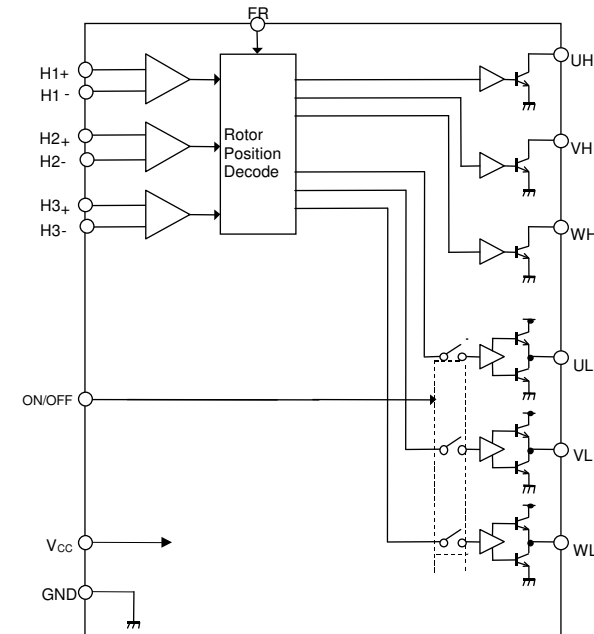 FR
H1+
H1-
H2+
H2-
H3+
H3-
Rotor
Position
Decode
UH
VH
WH
UL
VL
WL
ON/OFF
VCC
GND